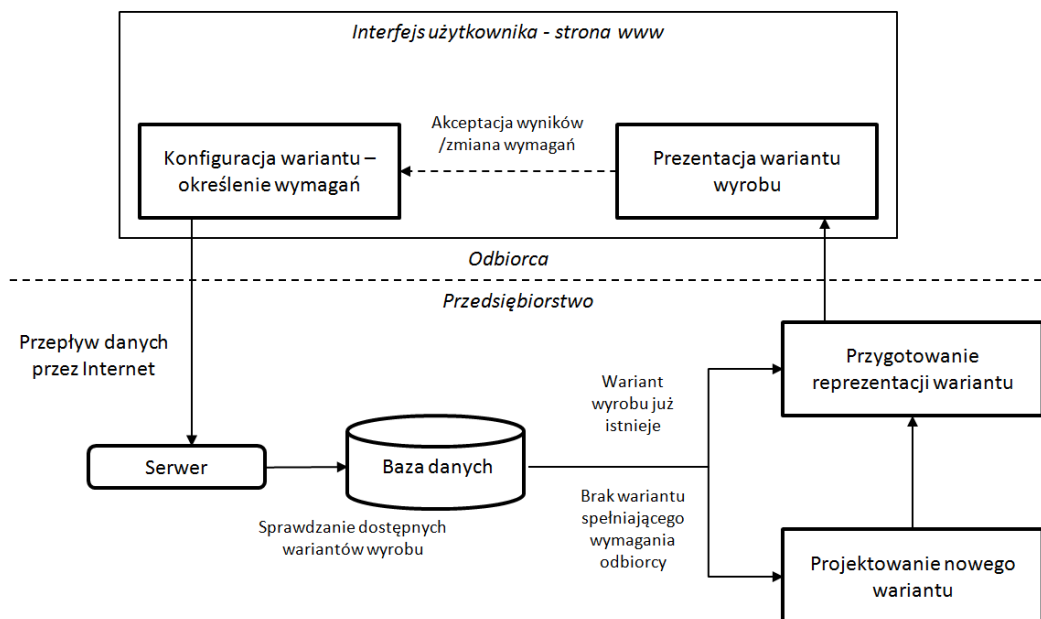 Interfejs użytkownika - strona www
Akceptacja wyników
/zmiana wymagań
Konfiguracja wariantu –
określenie wymagań
Prezentacja wariantu
wyrobu
Odbiorca
Przedsiębiorstwo
Przepływ danych
przez Internet
Przygotowanie
reprezentacji wariantu
Wariant
wyrobu już
istnieje
Serwer
Baza danych
Sprawdzanie dostępnych
wariantów wyrobu
Brak wariantu
spełniającego
wymagania
odbiorcy
Projektowanie nowego
wariantu